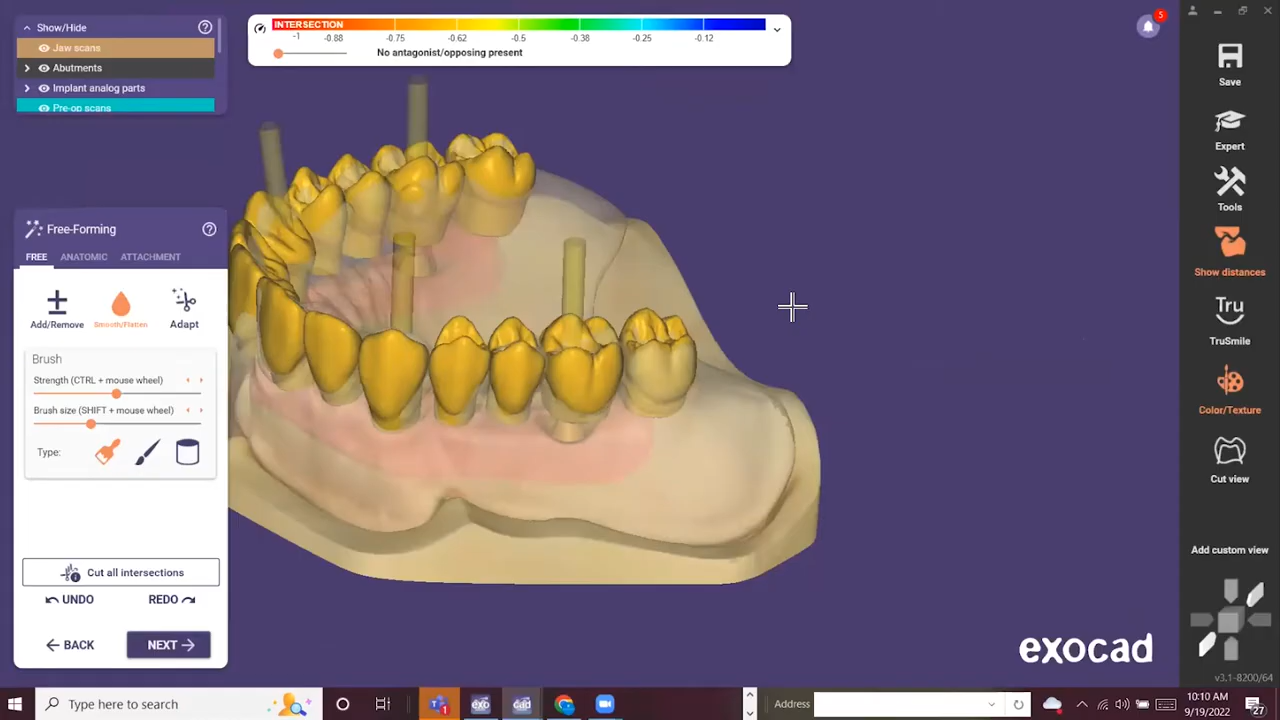 Show/Hide
Jaw scans
Abutments
Implant analog parts
Pre-op scans
INTERSECTION
-1 -0.88 -0.75 -0.62 -0.5 -0.38 -0.25 -0.12
No antagonist/opposing present
5
Save
Expert
Tools
Show distances
Tru
TruSmile
Color/Texture
Cut view
Add custom view
Free-Forming
FREE ANATOMIC ATTACHMENT
Add/Remove Smooth/Flatten Adapt
Brush
Strength (CTRL + mouse wheel)
Brush size (SHIFT + mouse wheel)
Type:
Cut all intersections
UNDO REDO
BACK NEXT
exocad
v3.1-8200/64
Type here to search
exo
cad
Address
10:10 AM
9/19/2022
27